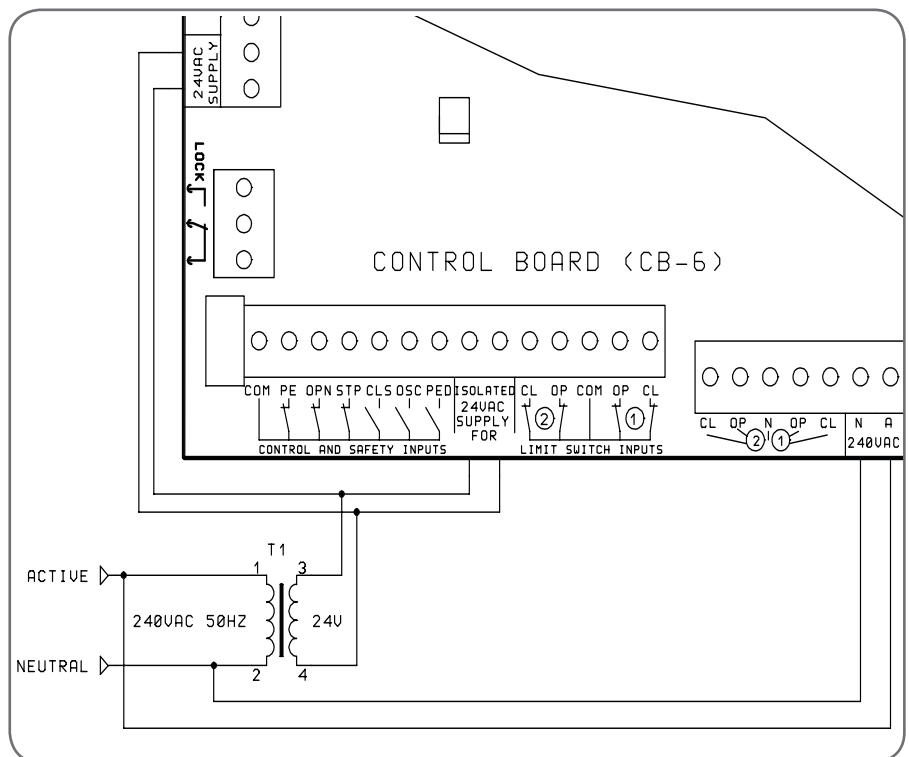 24VAC
SUPPLY
LOCK
CONTROL BOARD (CB-6)
COM PE OPN STP CLS OSC PED ISOLATED CL OP COM OP CL
24VAC
SUPPLY
FOR
2 1
CONTROL AND SAFETY INPUTS LIMIT SWITCH INPUTS
CL OP N OP CL N A
2 1 240VAC
T1
ACTIVE 1 3
240VAC 50HZ 24V
NEUTRAL 2 4